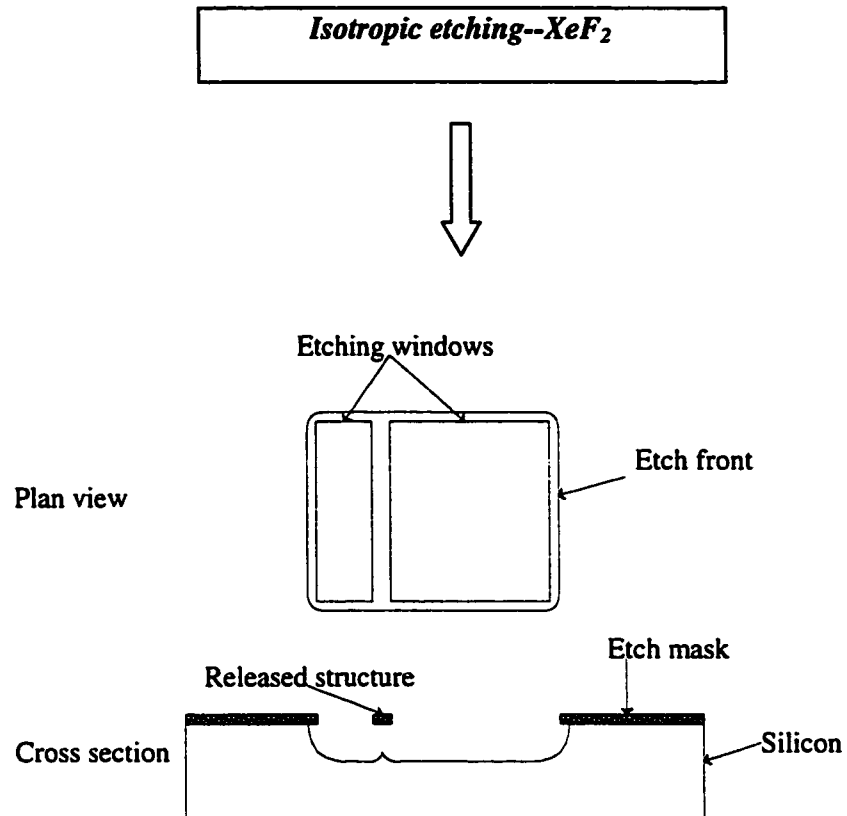 Isotropic etching--XeF2
Etching windows
Etch front
Plan view
Etch mask
Released structure
Cross section
Silicon